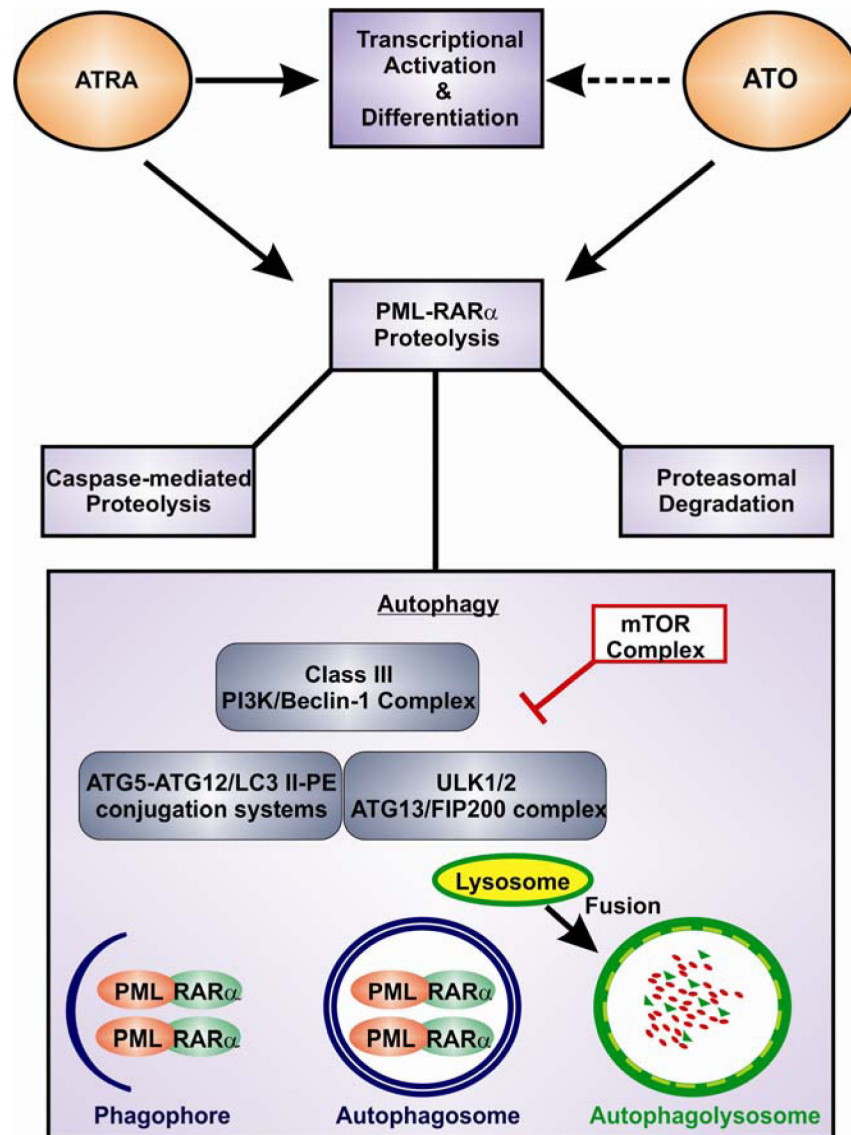 ATRA
Transcriptional
Activation
&
Differentiation
ATO
PML-RARα
Proteolysis
Caspase-mediated
Proteolysis
Proteasomal
Degradation
Autophagy
mTOR
Complex
Class III
PI3K/Beclin-1 Complex
ATG5-ATG12/LC3 II-PE
conjugation systems
ULK1/2
ATG13/FIP200 complex
Lysosome
Fusion
PML RARα
PML RARα
PML RARα
PML RARα
Phagophore
Autophagosome
Autophagolysosome